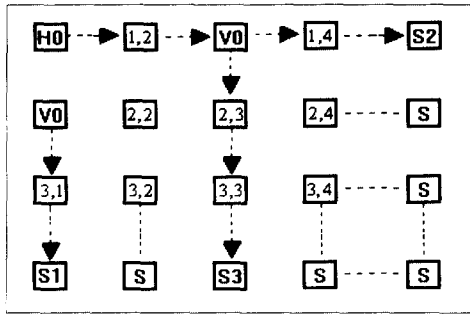 H0 1,2 V0 1,4 S2
V0 2,2 2,3 2,4 S
3,1 3,2 3,3 3,4 S
S1 S S3 S S